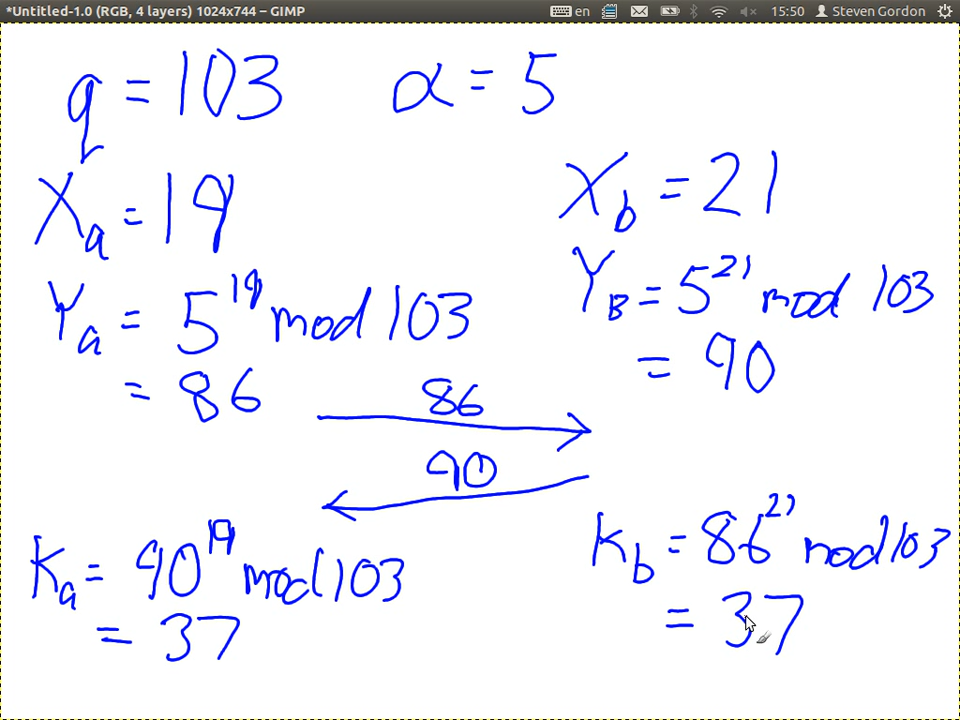 *Untitled-1.0 (RGB, 4 layers) 1024x744 – GIMP en 15:50 Steven Gordon
q = 103 α = 5
Xa = 19 Xb = 21
Ya = 5^19 mod 103 YB = 5^21 mod 103
= 86 = 90
86
90
Ka = 90^19 mod 103 Kb = 86^21 mod 103
= 37 = 37